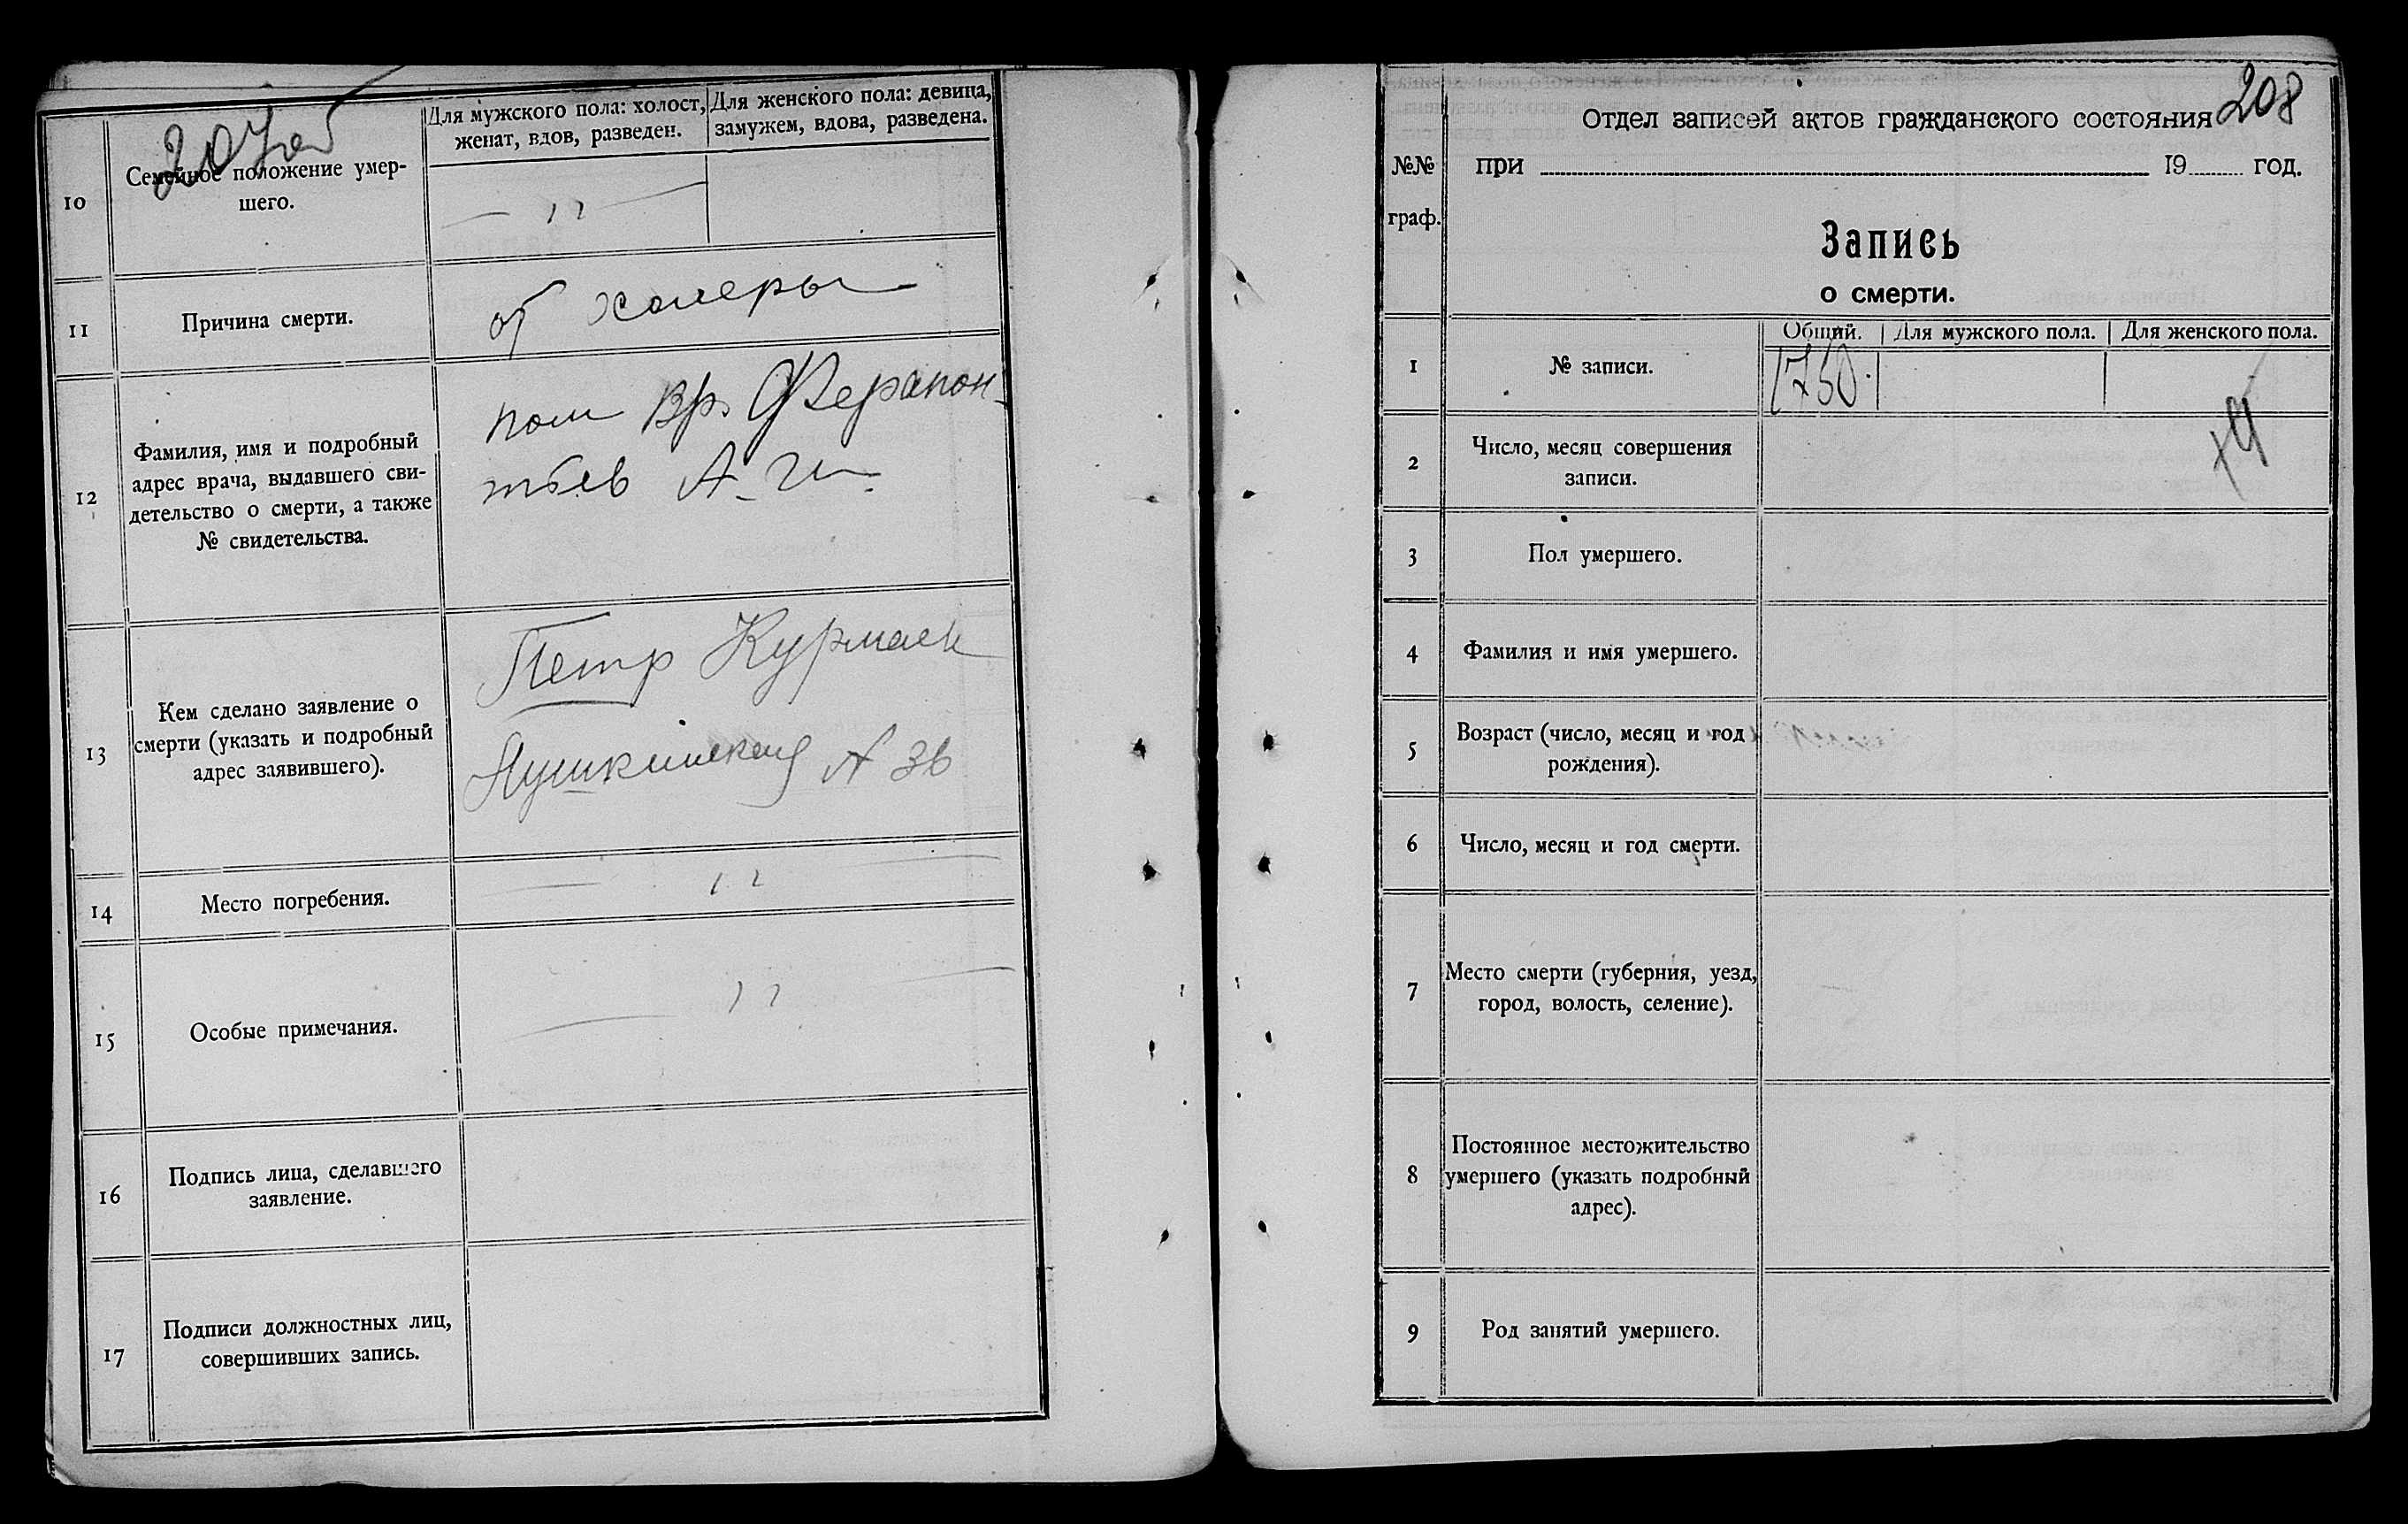 207об
Для мужского пола: холост, женат, вдов, разведен.
Для женского пола: девица, замужем, вдова, разведена.
10
Семейное положение умер-
шего.
11
Причина смерти.
от холеры
12
Фамилия, имя и подробный
адрес врача, выдавшего сви-
детельство о смерти, а также
№ свидетельства.
Вр. Ферапон-
тьев А.
13
Кем сделано заявление о
смерти (указать и подробный
адрес заявившего).
Петр
Пушкинская № 36
14
Место погребения.
15
Особые примечания.
16
Подпись лица, сделавшего
заявление.
17
Подписи должностных лиц,
совершивших запись.
208
Отдел записей актов гражданского состояния
№№
граф.
при 19 год.
Запись
о смерти.
Общий. Для мужского пола. Для женского пола.
1
№ записи.
1750.
2
Число, месяц совершения
записи.
3
Пол умершего.
4
Фамилия и имя умершего.
5
Возраст (число, месяц и год
рождения).
6
Число, месяц и год смерти.
7
Место смерти (губерния, уезд,
город, волость, селение).
8
Постоянное местожительство
умершего (указать подробный
адрес).
9
Род занятий умершего.